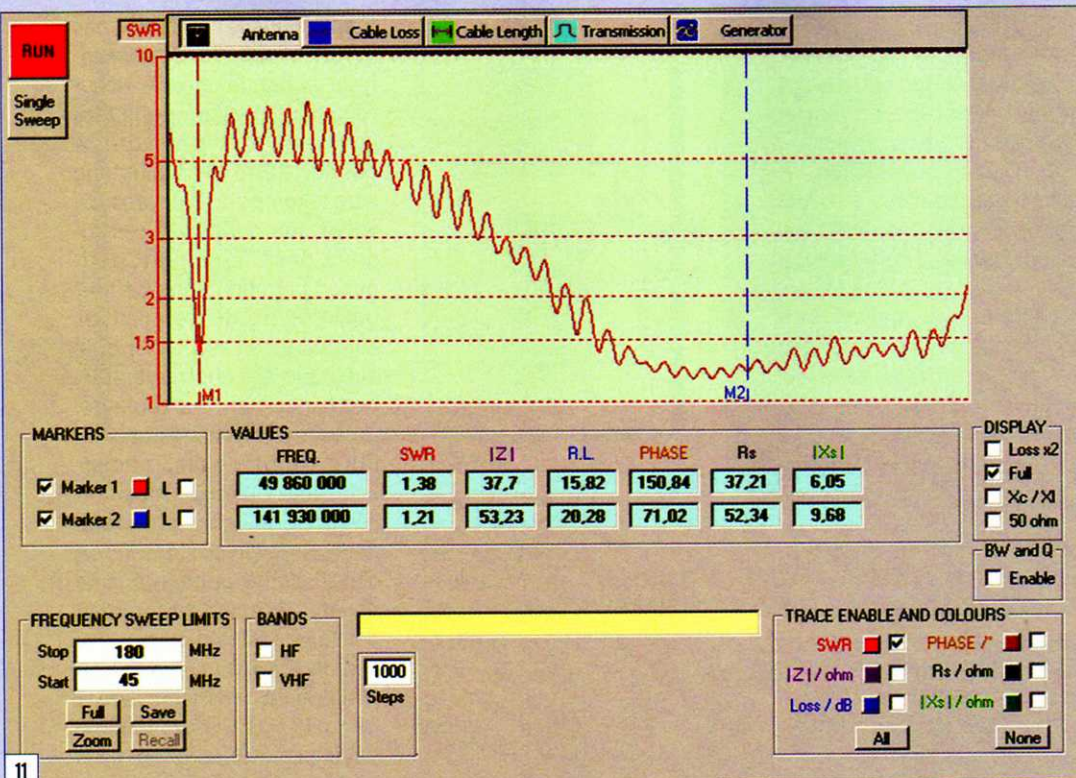 RUN
Single
Sweep
SWR
Antenna Cable Loss Cable Length Transmission Generator
10
5
3
2
1,5
1
M1
M2
MARKERS
Marker 1 L
Marker 2 L
VALUES
FREQ. SWR |Z| R.L. PHASE Rs |Xs|
49 860 000 1,38 37,7 15,82 150,84 37,21 6,05
141 930 000 1,21 53,23 20,28 71,02 52,34 9,68
DISPLAY
Loss x2
Full
Xc / Xl
50 ohm
BW and Q
Enable
FREQUENCY SWEEP LIMITS
Stop 180 MHz
Start 45 MHz
Full Save
Zoom Recall
BANDS
HF
VHF
1000
Steps
TRACE ENABLE AND COLOURS
SWR PHASE /°
|Z| / ohm Rs / ohm
Loss / dB |Xs| / ohm
All None
11